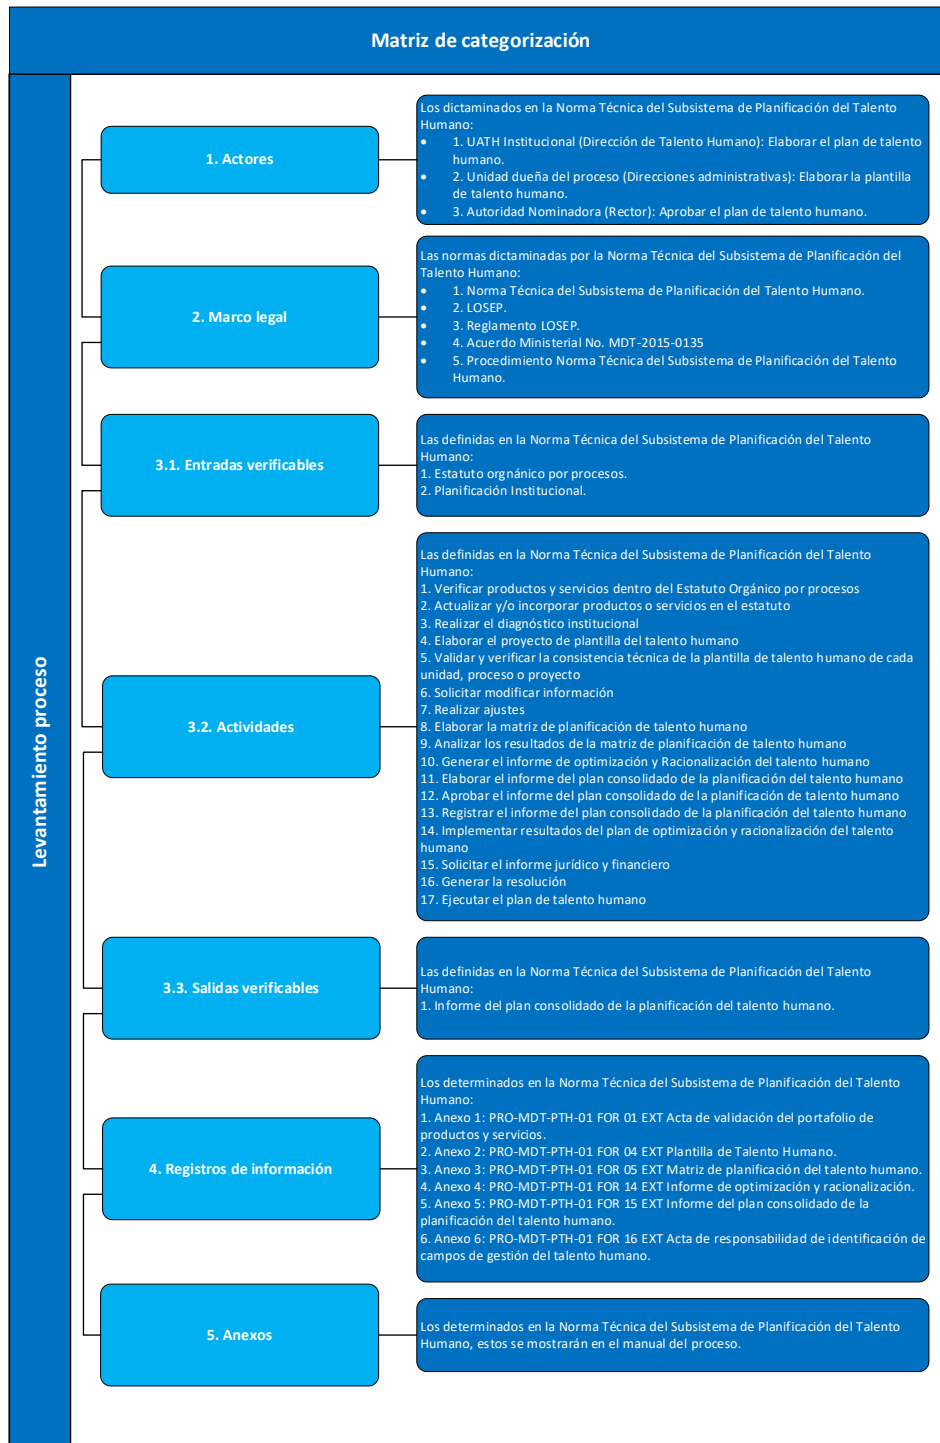 Matriz de categorización
Levantamiento proceso
1. Actores
Los dictaminados en la Norma Técnica del Subsistema de Planificación del Talento
Humano:
• 1. UATH Institucional (Dirección de Talento Humano): Elaborar el plan de talento
humano.
• 2. Unidad dueña del proceso (Direcciones administrativas): Elaborar la plantilla
de talento humano.
• 3. Autoridad Nominadora (Rector): Aprobar el plan de talento humano.
2. Marco legal
Las normas dictaminadas por la Norma Técnica del Subsistema de Planificación del
Talento Humano:
• 1. Norma Técnica del Subsistema de Planificación del Talento Humano.
• 2. LOSEP.
• 3. Reglamento LOSEP.
• 4. Acuerdo Ministerial No. MDT-2015-0135
• 5. Procedimiento Norma Técnica del Subsistema de Planificación del Talento
Humano.
3.1. Entradas verificables
Las definidas en la Norma Técnica del Subsistema de Planificación del Talento
Humano:
1. Estatuto orgnánico por procesos.
2. Planificación Institucional.
3.2. Actividades
Las definidas en la Norma Técnica del Subsistema de Planificación del Talento
Humano:
1. Verificar productos y servicios dentro del Estatuto Orgánico por procesos
2. Actualizar y/o incorporar productos o servicios en el estatuto
3. Realizar el diagnóstico institucional
4. Elaborar el proyecto de plantilla del talento humano
5. Validar y verificar la consistencia técnica de la plantilla de talento humano de cada
unidad, proceso o proyecto
6. Solicitar modificar información
7. Realizar ajustes
8. Elaborar la matriz de planificación de talento humano
9. Analizar los resultados de la matriz de planificación de talento humano
10. Generar el informe de optimización y Racionalización del talento humano
11. Elaborar el informe del plan consolidado de la planificación del talento humano
12. Aprobar el informe del plan consolidado de la planificación de talento humano
13. Registrar el informe del plan consolidado de la planificación del talento humano
14. Implementar resultados del plan de optimización y racionalización del talento
humano
15. Solicitar el informe jurídico y financiero
16. Generar la resolución
17. Ejecutar el plan de talento humano
3.3. Salidas verificables
Las definidas en la Norma Técnica del Subsistema de Planificación del Talento
Humano:
1. Informe del plan consolidado de la planificación del talento humano.
4. Registros de información
Los determinados en la Norma Técnica del Subsistema de Planificación del Talento
Humano:
1. Anexo 1: PRO-MDT-PTH-01 FOR 01 EXT Acta de validación del portafolio de
productos y servicios.
2. Anexo 2: PRO-MDT-PTH-01 FOR 04 EXT Plantilla de Talento Humano.
3. Anexo 3: PRO-MDT-PTH-01 FOR 05 EXT Matriz de planificación del talento humano.
4. Anexo 4: PRO-MDT-PTH-01 FOR 14 EXT Informe de optimización y racionalización.
5. Anexo 5: PRO-MDT-PTH-01 FOR 15 EXT Informe del plan consolidado de la
planificación del talento humano.
6. Anexo 6: PRO-MDT-PTH-01 FOR 16 EXT Acta de responsabilidad de identificación de
campos de gestión del talento humano.
5. Anexos
Los determinados en la Norma Técnica del Subsistema de Planificación del Talento
Humano, estos se mostrarán en el manual del proceso.